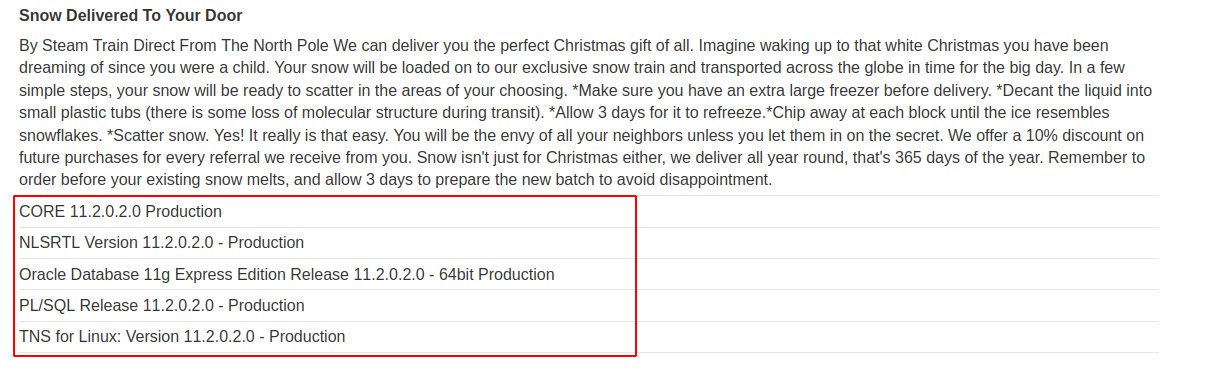 Snow Delivered To Your Door
By Steam Train Direct From The North Pole We can deliver you the perfect Christmas gift of all. Imagine waking up to that white Christmas you have been
dreaming of since you were a child. Your snow will be loaded on to our exclusive snow train and transported across the globe in time for the big day. In a few
simple steps, your snow will be ready to scatter in the areas of your choosing. *Make sure you have an extra large freezer before delivery. *Decant the liquid into
small plastic tubs (there is some loss of molecular structure during transit). *Allow 3 days for it to refreeze.*Chip away at each block until the ice resembles
snowflakes. *Scatter snow. Yes! It really is that easy. You will be the envy of all your neighbors unless you let them in on the secret. We offer a 10% discount on
future purchases for every referral we receive from you. Snow isn't just for Christmas either, we deliver all year round, that's 365 days of the year. Remember to
order before your existing snow melts, and allow 3 days to prepare the new batch to avoid disappointment.
CORE 11.2.0.2.0 Production
NLSRTL Version 11.2.0.2.0 - Production
Oracle Database 11g Express Edition Release 11.2.0.2.0 - 64bit Production
PL/SQL Release 11.2.0.2.0 - Production
TNS for Linux: Version 11.2.0.2.0 - Production